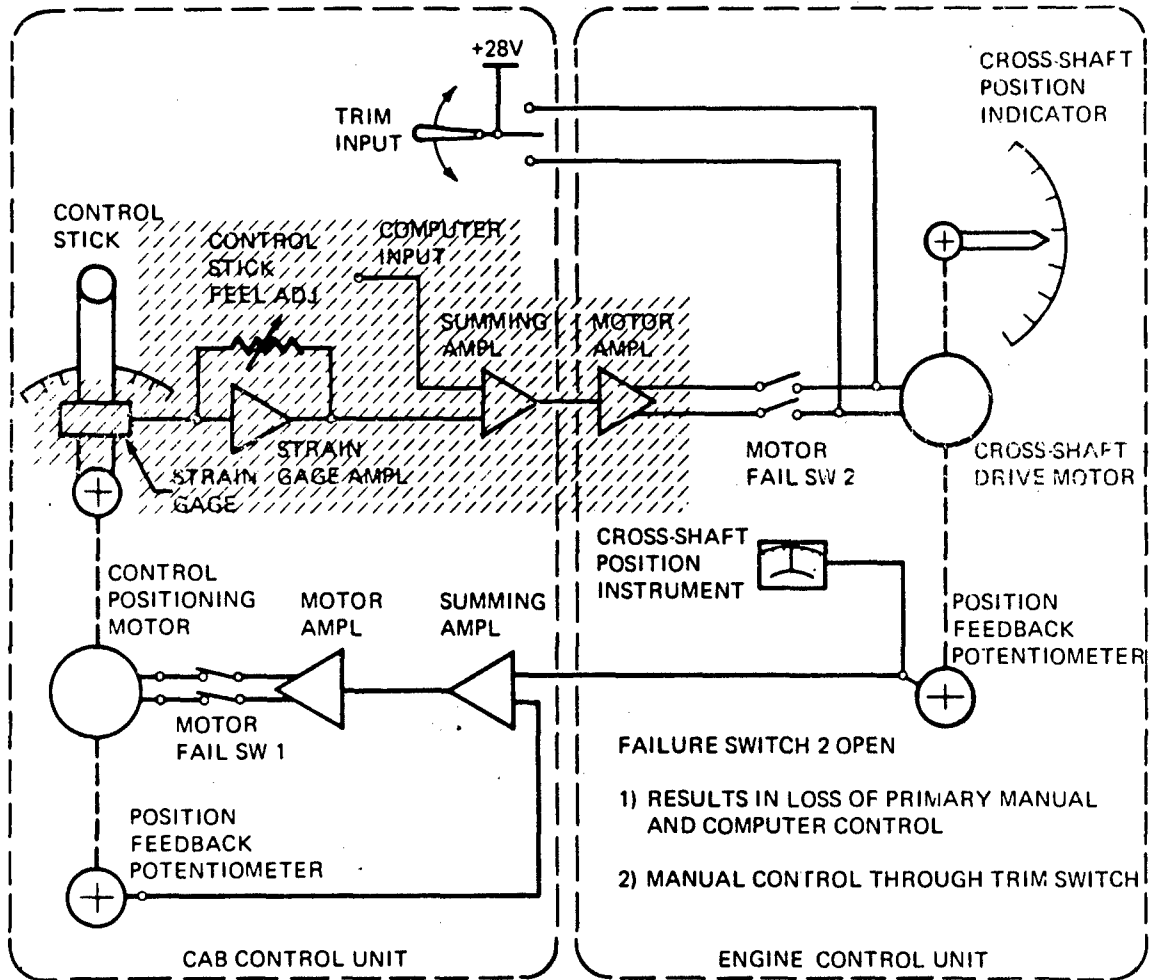 +28V
TRIM
INPUT
CROSS-SHAFT
POSITION
INDICATOR
CONTROL
STICK
CONTROL
STICK
FEEL ADJ
COMPUTER
INPUT
SUMMING
AMPL
MOTOR
AMPL
STRAIN
GAGE AMPL
STRAIN
GAGE
MOTOR
FAIL SW 2
CROSS-SHAFT
DRIVE MOTOR
CROSS-SHAFT
POSITION
INSTRUMENT
CONTROL
POSITIONING
MOTOR
MOTOR
AMPL
SUMMING
AMPL
POSITION
FEEDBACK
POTENTIOMETER
MOTOR
FAIL SW 1
POSITION
FEEDBACK
POTENTIOMETER
FAILURE SWITCH 2 OPEN
1) RESULTS IN LOSS OF PRIMARY MANUAL
AND COMPUTER CONTROL
2) MANUAL CONTROL THROUGH TRIM SWITCH
CAB CONTROL UNIT
ENGINE CONTROL UNIT